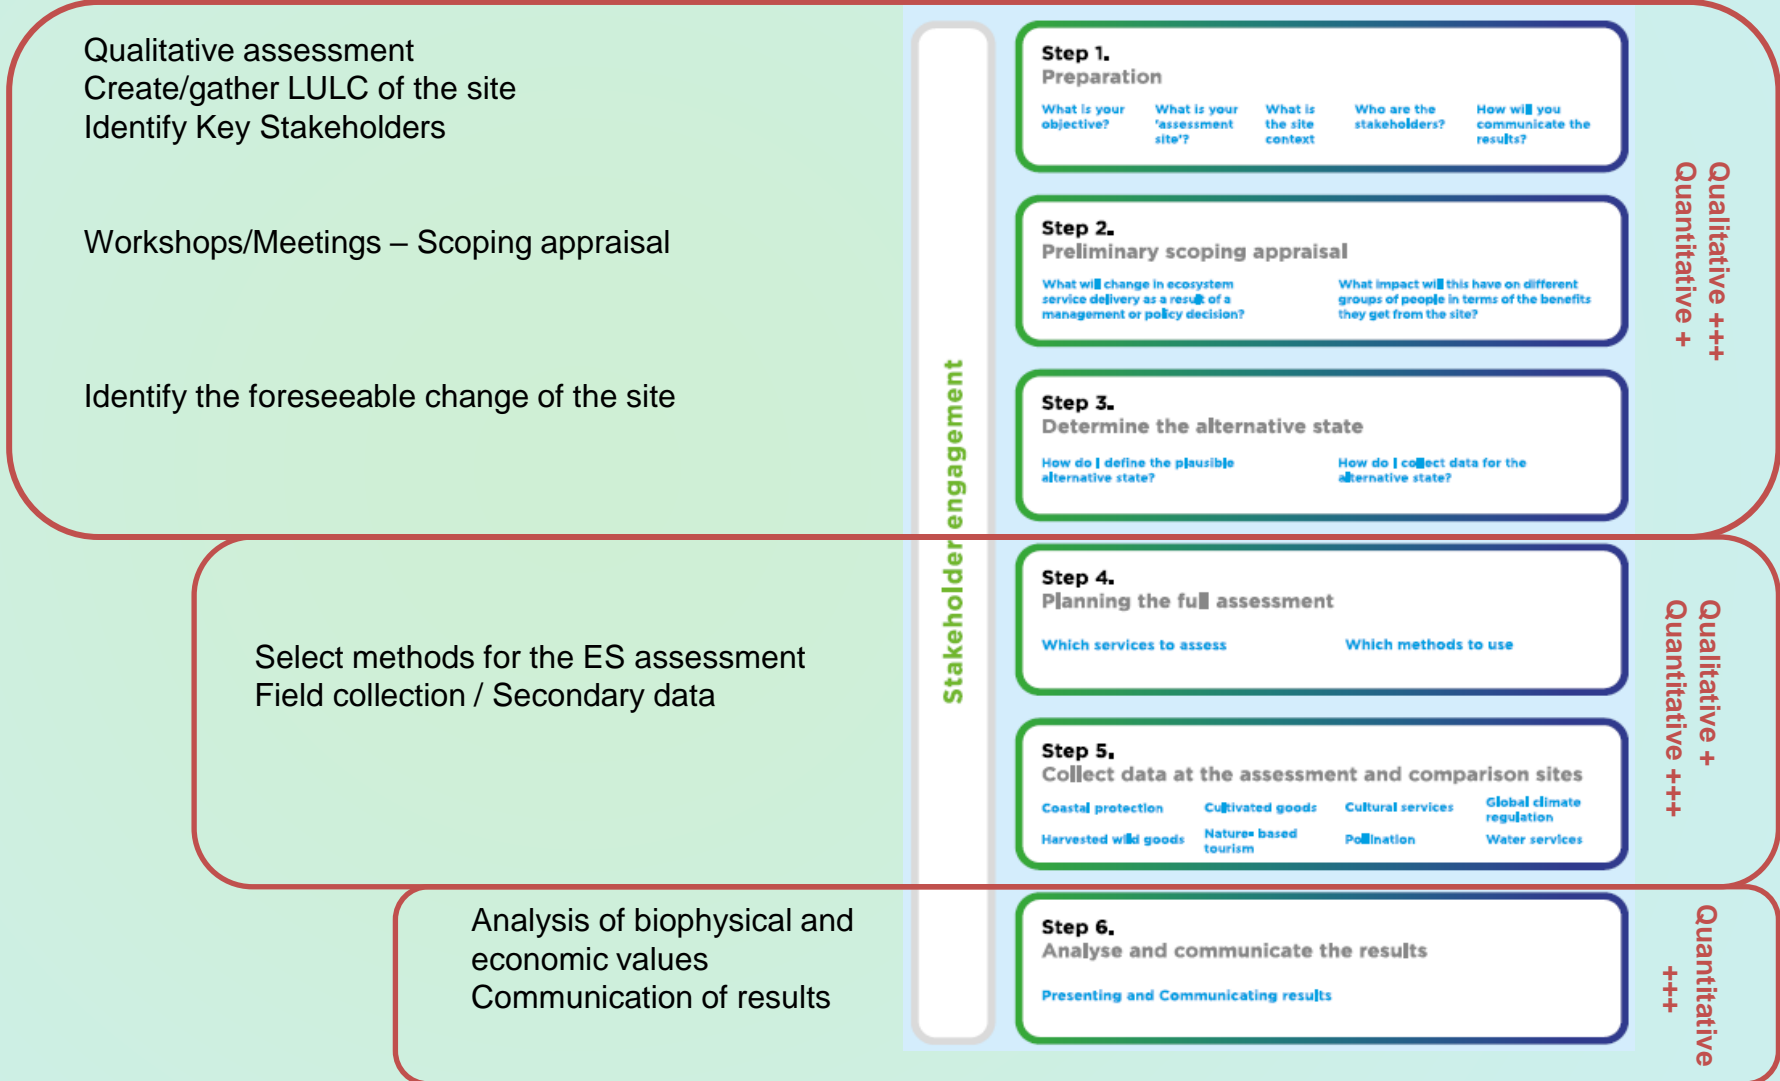 Qualitative assessment
Create/gather LULC of the site
Identify Key Stakeholders
Workshops/Meetings – Scoping appraisal
Identify the foreseeable change of the site
Select methods for the ES assessment
Field collection / Secondary data
Analysis of biophysical and
economic values
Communication of results
Stakeholder engagement
Step 1.
Preparation
What is your
objective?
What is your
'assessment
site'?
What is
the site
context
Who are the
stakeholders?
How will you
communicate the
results?
Step 2.
Preliminary scoping appraisal
What will change in ecosystem
service delivery as a result of a
management or policy decision?
What impact will this have on different
groups of people in terms of the benefits
they get from the site?
Step 3.
Determine the alternative state
How do I define the plausible
alternative state?
How do I collect data for the
alternative state?
Step 4.
Planning the full assessment
Which services to assess
Which methods to use
Step 5.
Collect data at the assessment and comparison sites
Coastal protection
Cultivated goods
Cultural services
Global climate
regulation
Harvested wild goods
Nature- based
tourism
Pollination
Water services
Step 6.
Analyse and communicate the results
Presenting and Communicating results
Qualitative +++
Quantitative +
Qualitative +
Quantitative +++
Quantitative
+++